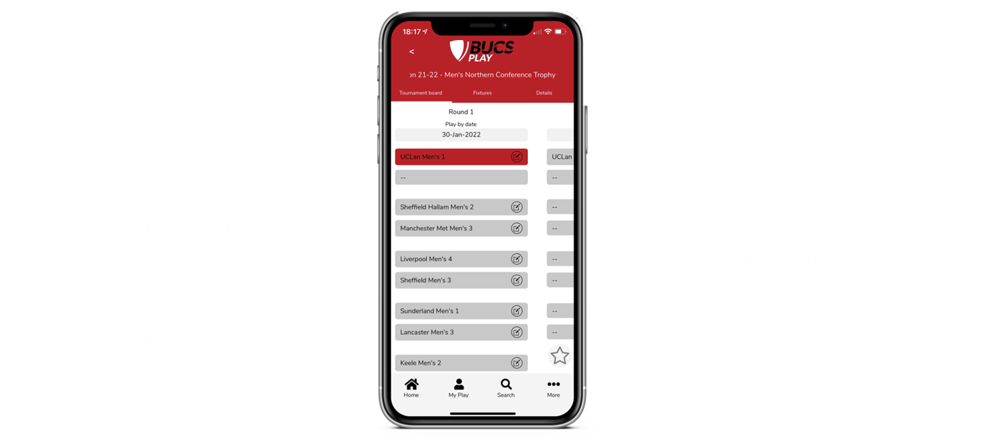 18:17
<
BUCS
PLAY
on 21-22 - Men's Northern Conference Trophy
Tournament board
Fixtures
Details
Round 1
Play by date
30-Jan-2022
UCLan Men's 1
UCLan
--
--
Sheffield Hallam Men's 2
--
Manchester Met Men's 3
--
Liverpool Men's 4
--
Sheffield Men's 3
--
Sunderland Men's 1
--
Lancaster Men's 3
--
Keele Men's 2
Home
My Play
Search
More